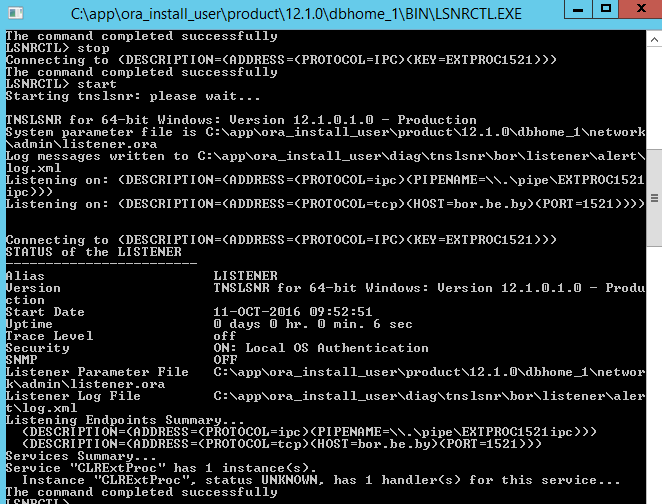 C:\app\ora_install_user\product\12.1.0\dbhome_1\BIN\LSNRCTL.EXE
The command completed successfully
LSNRCTL> stop
Connecting to (DESCRIPTION=(ADDRESS=(PROTOCOL=IPC)(KEY=EXTPROC1521)))
The command completed successfully
LSNRCTL> start
Starting tnslsnr: please wait...
TNSLSNR for 64-bit Windows: Version 12.1.0.1.0 - Production
System parameter file is C:\app\ora_install_user\product\12.1.0\dbhome_1\network
\admin\listener.ora
Log messages written to C:\app\ora_install_user\diag\tnslsnr\bor\listener\alert\
log.xml
Listening on: (DESCRIPTION=(ADDRESS=(PROTOCOL=ipc)(PIPENAME=\\.\pipe\EXTPROC1521
ipc)))
Listening on: (DESCRIPTION=(ADDRESS=(PROTOCOL=tcp)(HOST=bor.be.by)(PORT=1521))))
Connecting to (DESCRIPTION=(ADDRESS=(PROTOCOL=IPC)(KEY=EXTPROC1521)))
STATUS of the LISTENER
------------------------
Alias                     LISTENER
Version                   TNSLSNR for 64-bit Windows: Version 12.1.0.1.0 - Produ
ction
Start Date                11-OCT-2016 09:52:51
Uptime                    0 days 0 hr. 0 min. 6 sec
Trace Level               off
Security                  ON: Local OS Authentication
SNMP                      OFF
Listener Parameter File   C:\app\ora_install_user\product\12.1.0\dbhome_1\networ
k\admin\listener.ora
Listener Log File         C:\app\ora_install_user\diag\tnslsnr\bor\listener\aler
t\log.xml
Listening Endpoints Summary...
  (DESCRIPTION=(ADDRESS=(PROTOCOL=ipc)(PIPENAME=\\.\pipe\EXTPROC1521ipc)))
  (DESCRIPTION=(ADDRESS=(PROTOCOL=tcp)(HOST=bor.be.by)(PORT=1521)))
Services Summary...
Service "CLRExtProc" has 1 instance(s).
  Instance "CLRExtProc", status UNKNOWN, has 1 handler(s) for this service...
The command completed successfully
LSNRCTL>